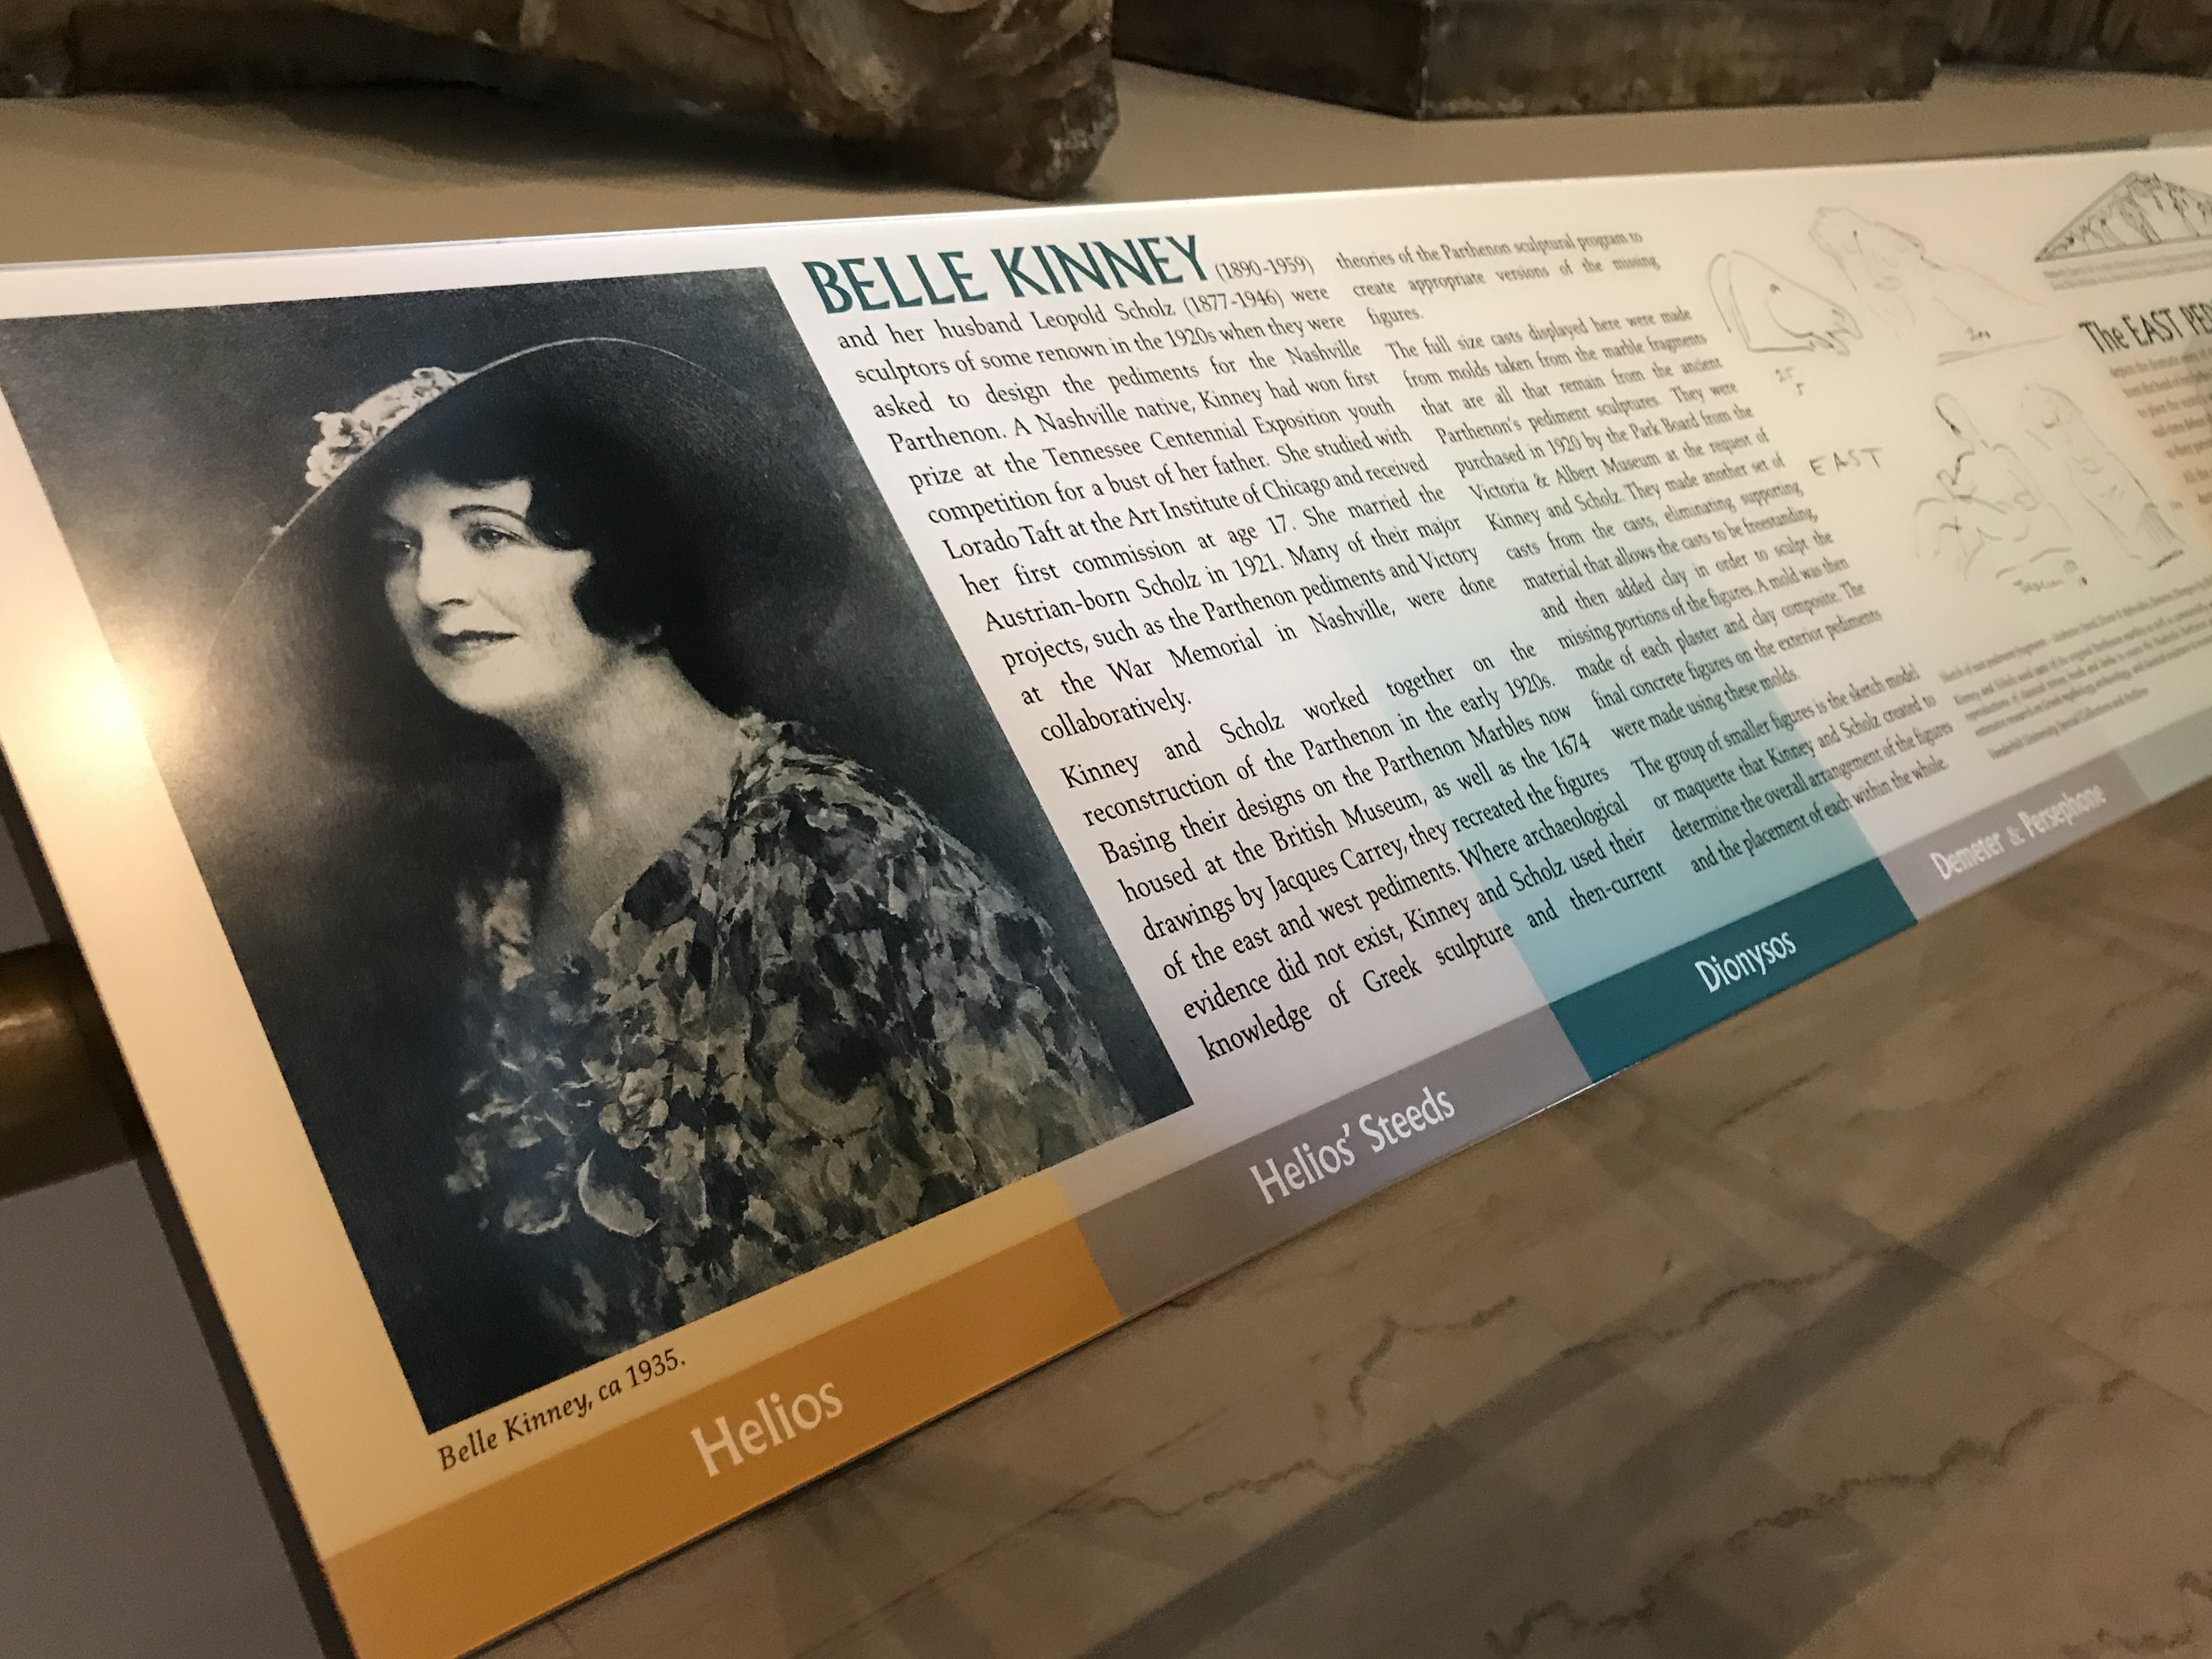 BELLE KINNEY (1890-1959)
and her husband Leopold Scholz (1877-1946) were
sculptors of some renown in the 1920s when they were
asked to design the pediments for the Nashville
Parthenon. A Nashville native, Kinney had won first
prize at the Tennessee Centennial Exposition youth
competition for a bust of her father. She studied with
Lorado Taft at the Art Institute of Chicago and received
her first commission at age 17. She married the
Austrian-born Scholz in 1921. Many of their major
projects, such as the Parthenon pediments and Victory
at the War Memorial in Nashville, were done
collaboratively.
Kinney and Scholz worked together on the
reconstruction of the Parthenon in the early 1920s.
Basing their designs on the Parthenon Marbles now
housed at the British Museum, as well as the 1674
drawings by Jacques Carrey, they recreated the figures
of the east and west pediments. Where archaeological
evidence did not exist, Kinney and Scholz used their
knowledge of Greek sculpture and then-current
theories of the Parthenon sculptural program to
create appropriate versions of the missing
figures.
The full size casts displayed here were made
from molds taken from the marble fragments
that are all that remain from the ancient
Parthenon's pediment sculptures. They were
purchased in 1920 by the Park Board from the
Victoria & Albert Museum at the request of
Kinney and Scholz. They made another set of
casts from the casts, eliminating supporting
material that allows the casts to be freestanding,
and then added clay in order to sculpt the
missing portions of the figures. A mold was then
made of each plaster and clay composite. The
final concrete figures on the exterior pediments
were made using these molds.
The group of smaller figures is the sketch model
or maquette that Kinney and Scholz created to
determine the overall arrangement of the figures
and the placement of each within the whole.
EAST
The EAST
Belle Kinney, ca 1935.
Helios
Helios' Steeds
Dionysos
Demeter & Persephone